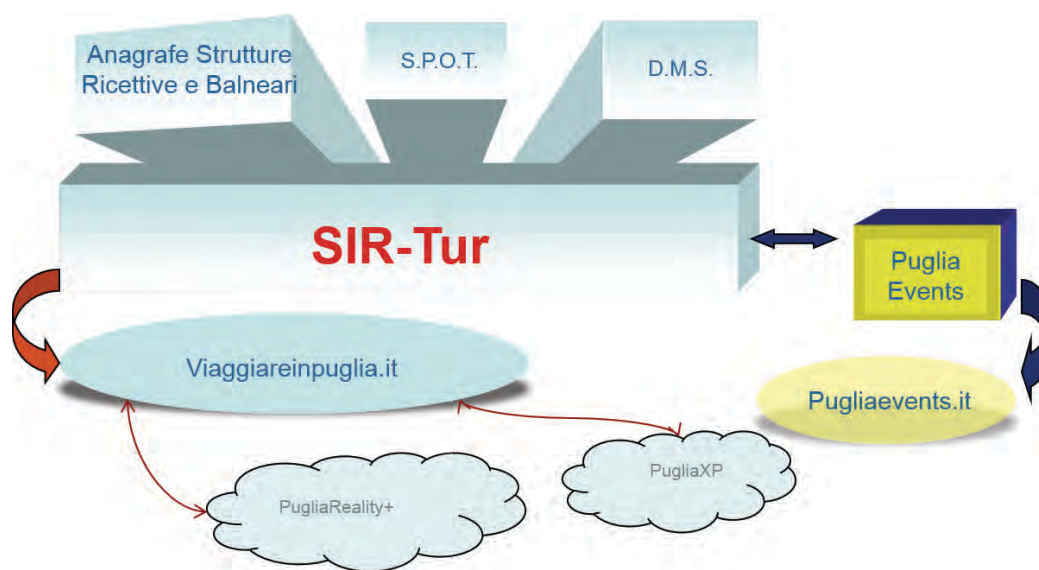 Anagrafe Strutture
Ricettive e Balneari
S.P.O.T.
D.M.S.
SIR-Tur
Puglia
Events
Viaggiareinpuglia.it
Pugliaevents.it
PugliaXP
PugliaReality+